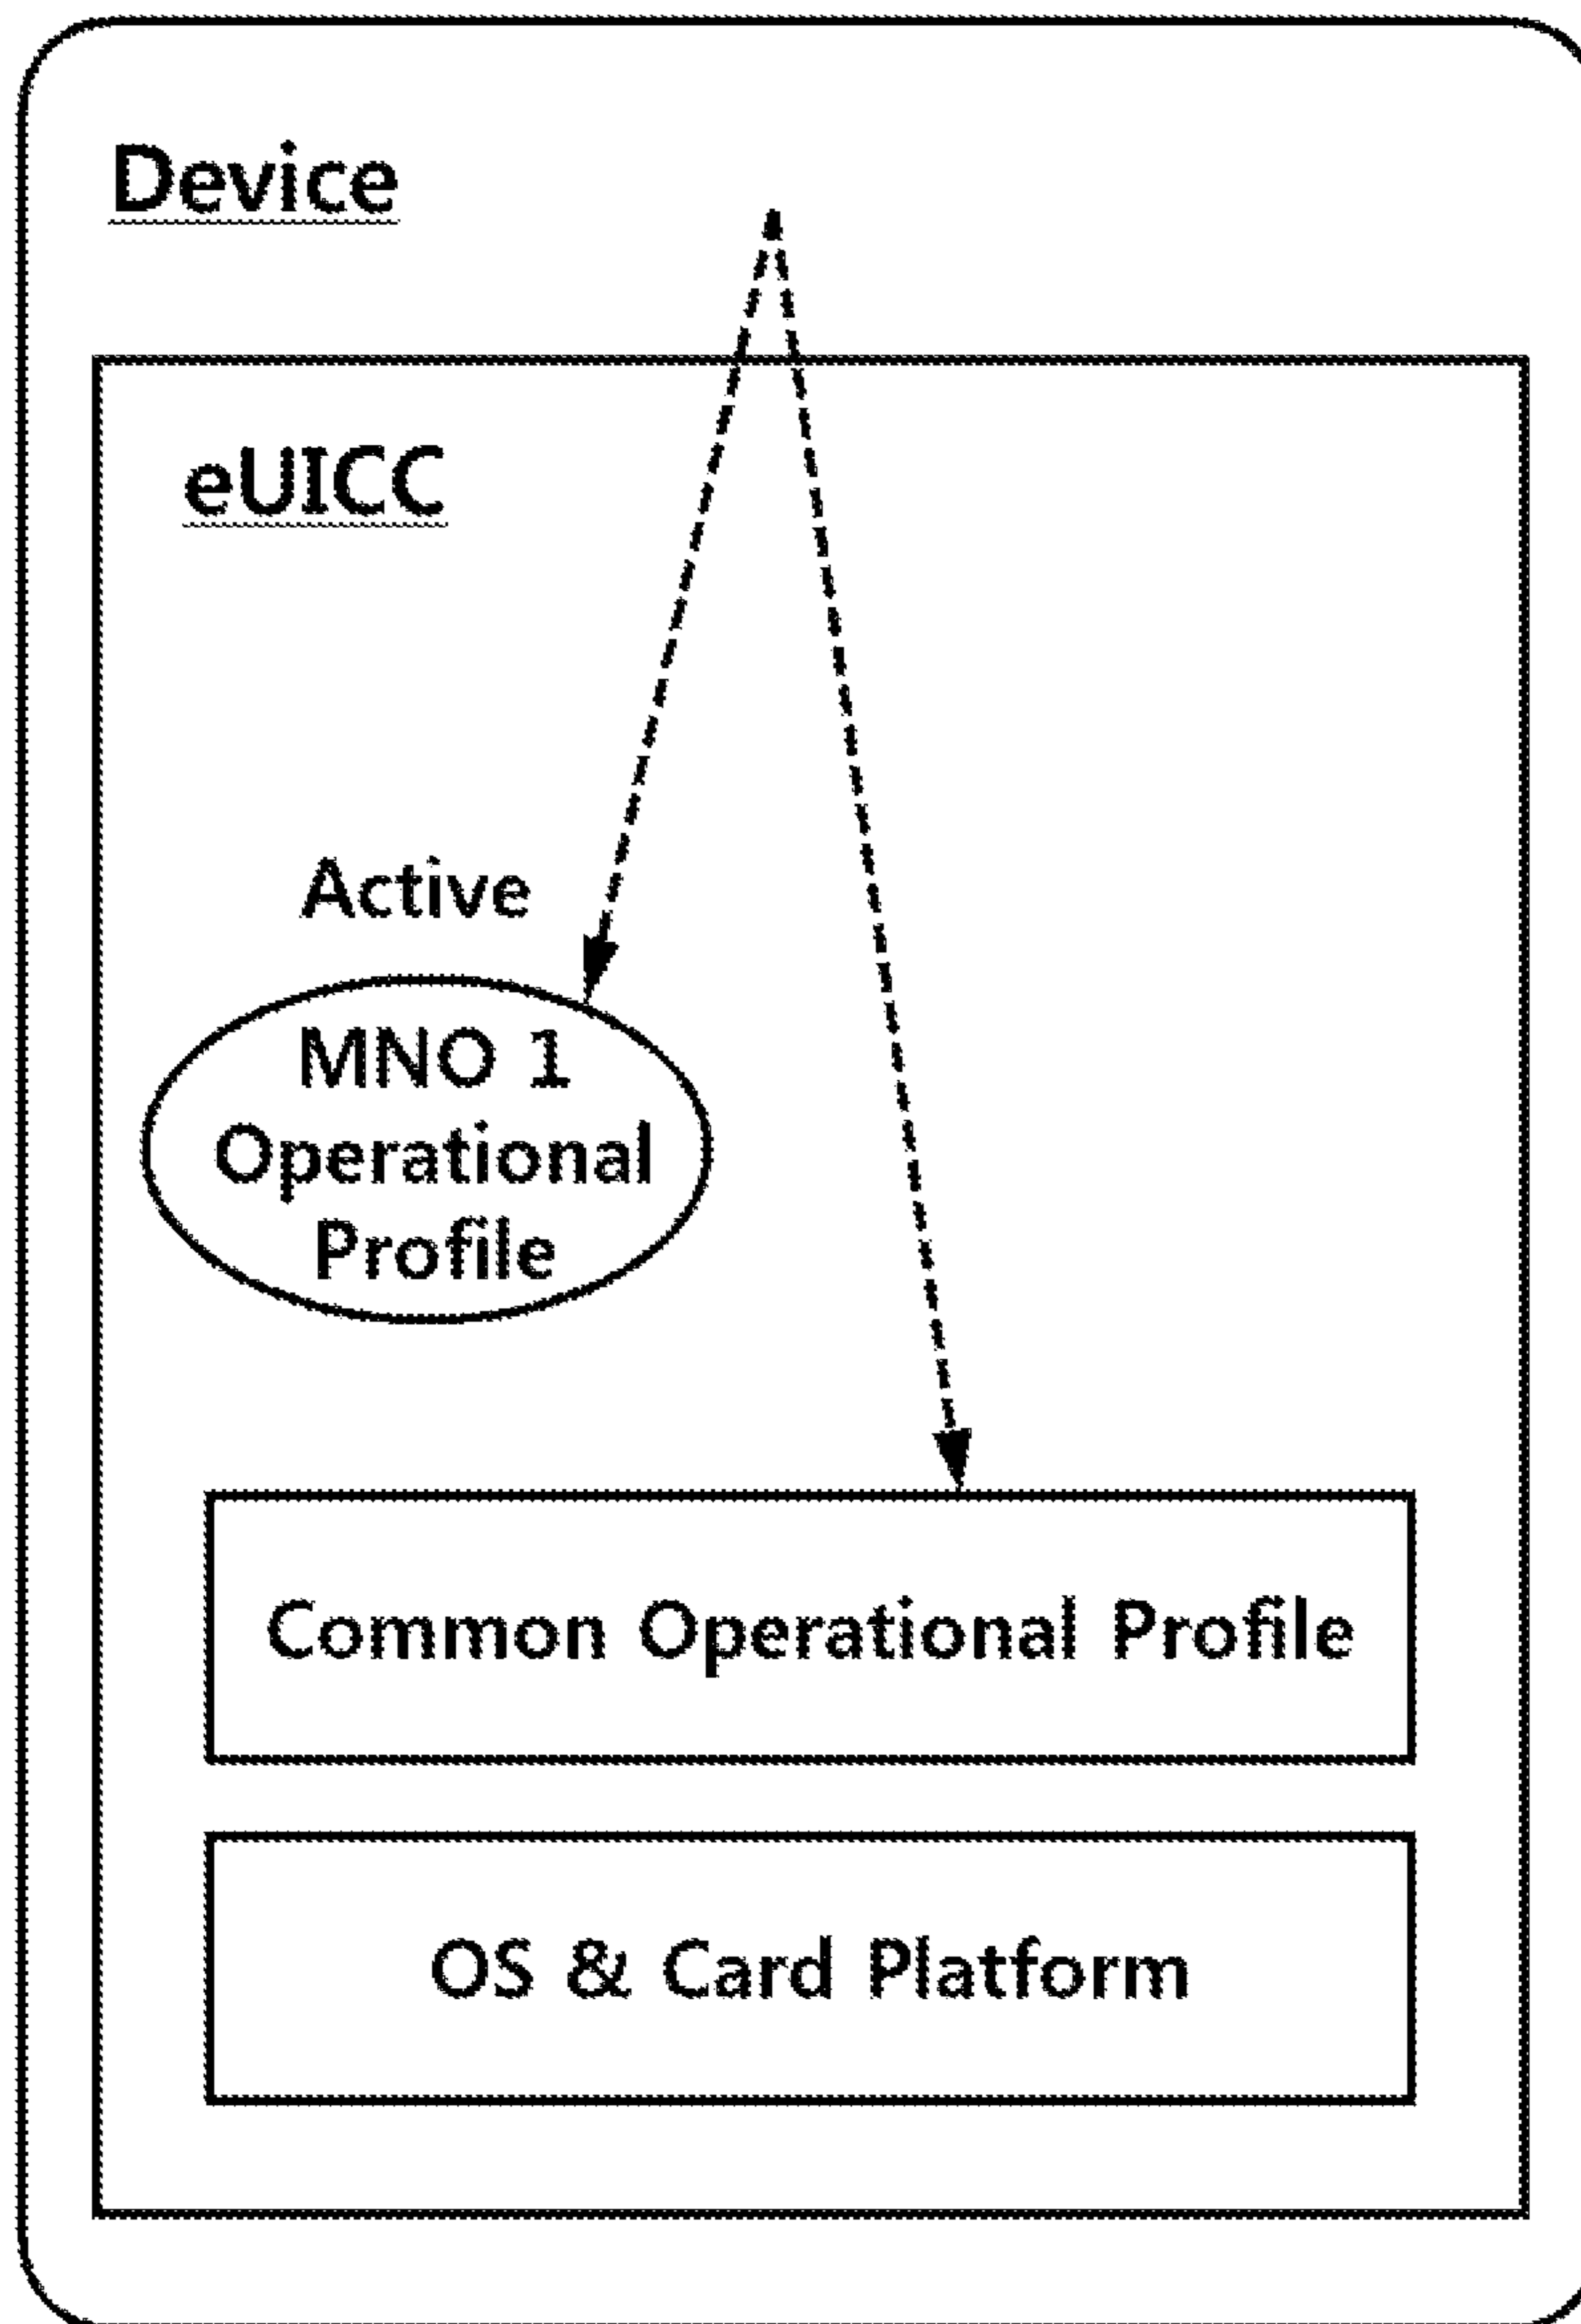 Device
eUICC
Active
MNO 1
Operational
Profile
Common Operational Profile
OS & Card Platform